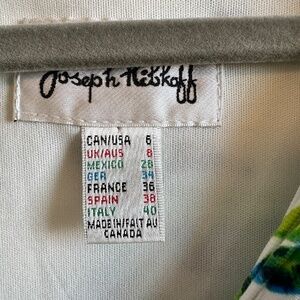 Joseph Ribkoff
CAN/USA 6
UK/AUS 8
MEXICO 28
GER 34
FRANCE 36
SPAIN 38
ITALY 40
MADE IN/FAIT AU
CANADA